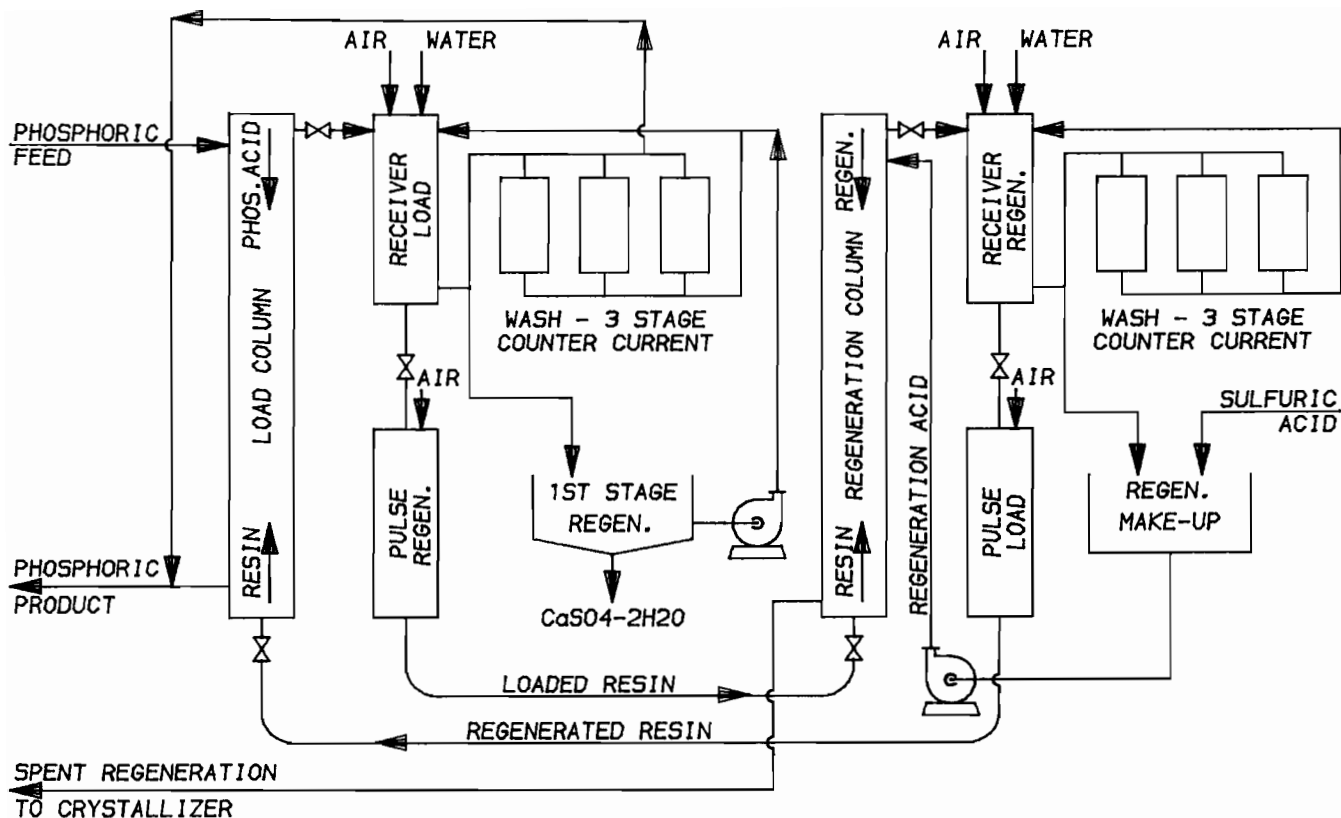 AIR WATER
AIR WATER
PHOSPHORIC
FEED
LOAD COLUMN PHOS.ACID
RESIN
RECEIVER
LOAD
WASH - 3 STAGE
COUNTER CURRENT
AIR
PULSE
REGEN.
1ST STAGE
REGEN.
CaSO4-2H2O
PHOSPHORIC
PRODUCT
RESIN REGENERATION COLUMN REGEN.
REGENERATION ACID
RECEIVER
REGEN.
WASH - 3 STAGE
COUNTER CURRENT
AIR
SULFURIC
ACID
PULSE
LOAD
REGEN.
MAKE-UP
LOADED RESIN
REGENERATED RESIN
SPENT REGENERATION
TO CRYSTALLIZER